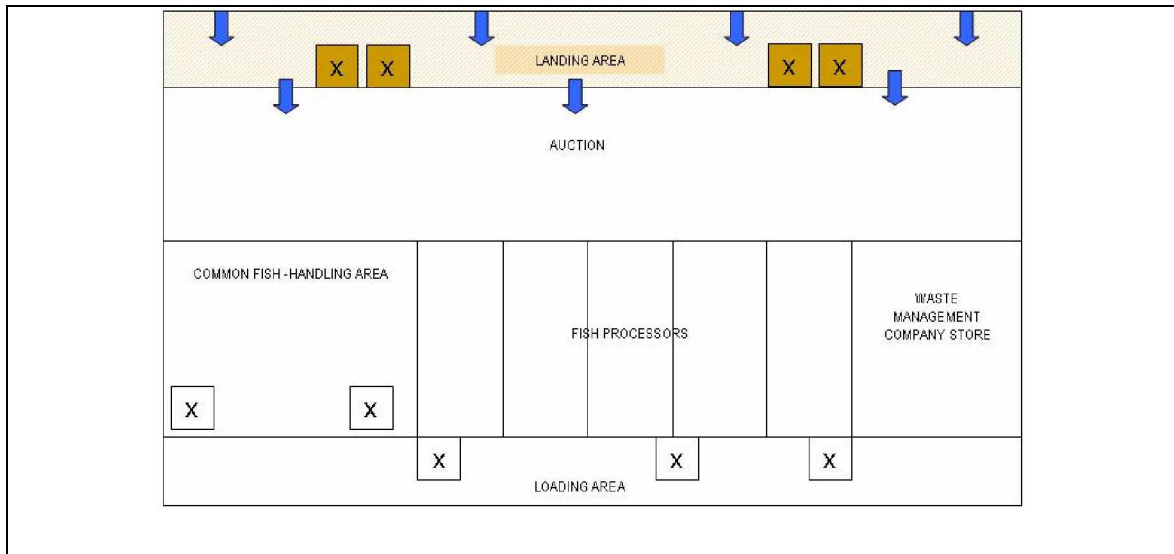 X X LANDING AREA X X
AUCTION
COMMON FISH -HANDLING AREA
WASTE
MANAGEMENT
COMPANY STORE
FISH PROCESSORS
X X
X X X
LOADING AREA